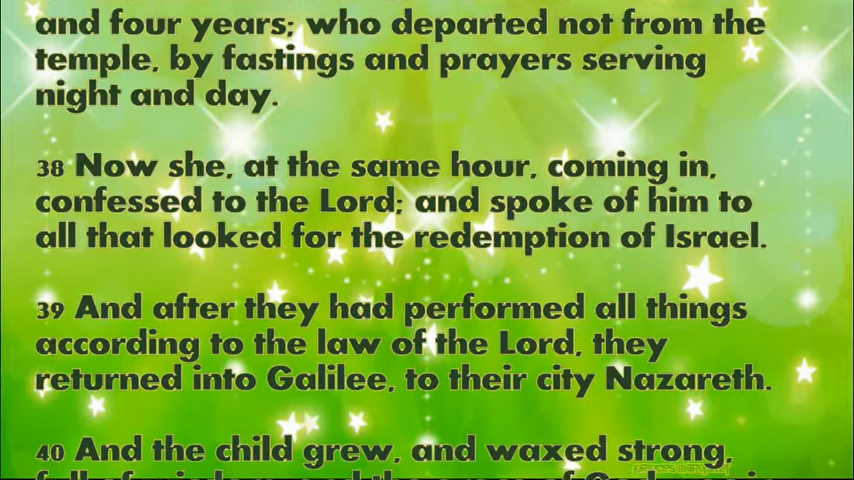 and four years; who departed not from the
temple, by fastings and prayers serving
night and day.
38 Now she, at the same hour, coming in,
confessed to the Lord; and spoke of him to
all that looked for the redemption of Israel.
39 And after they had performed all things
according to the law of the Lord, they
returned into Galilee, to their city Nazareth.
40 And the child grew, and waxed strong,